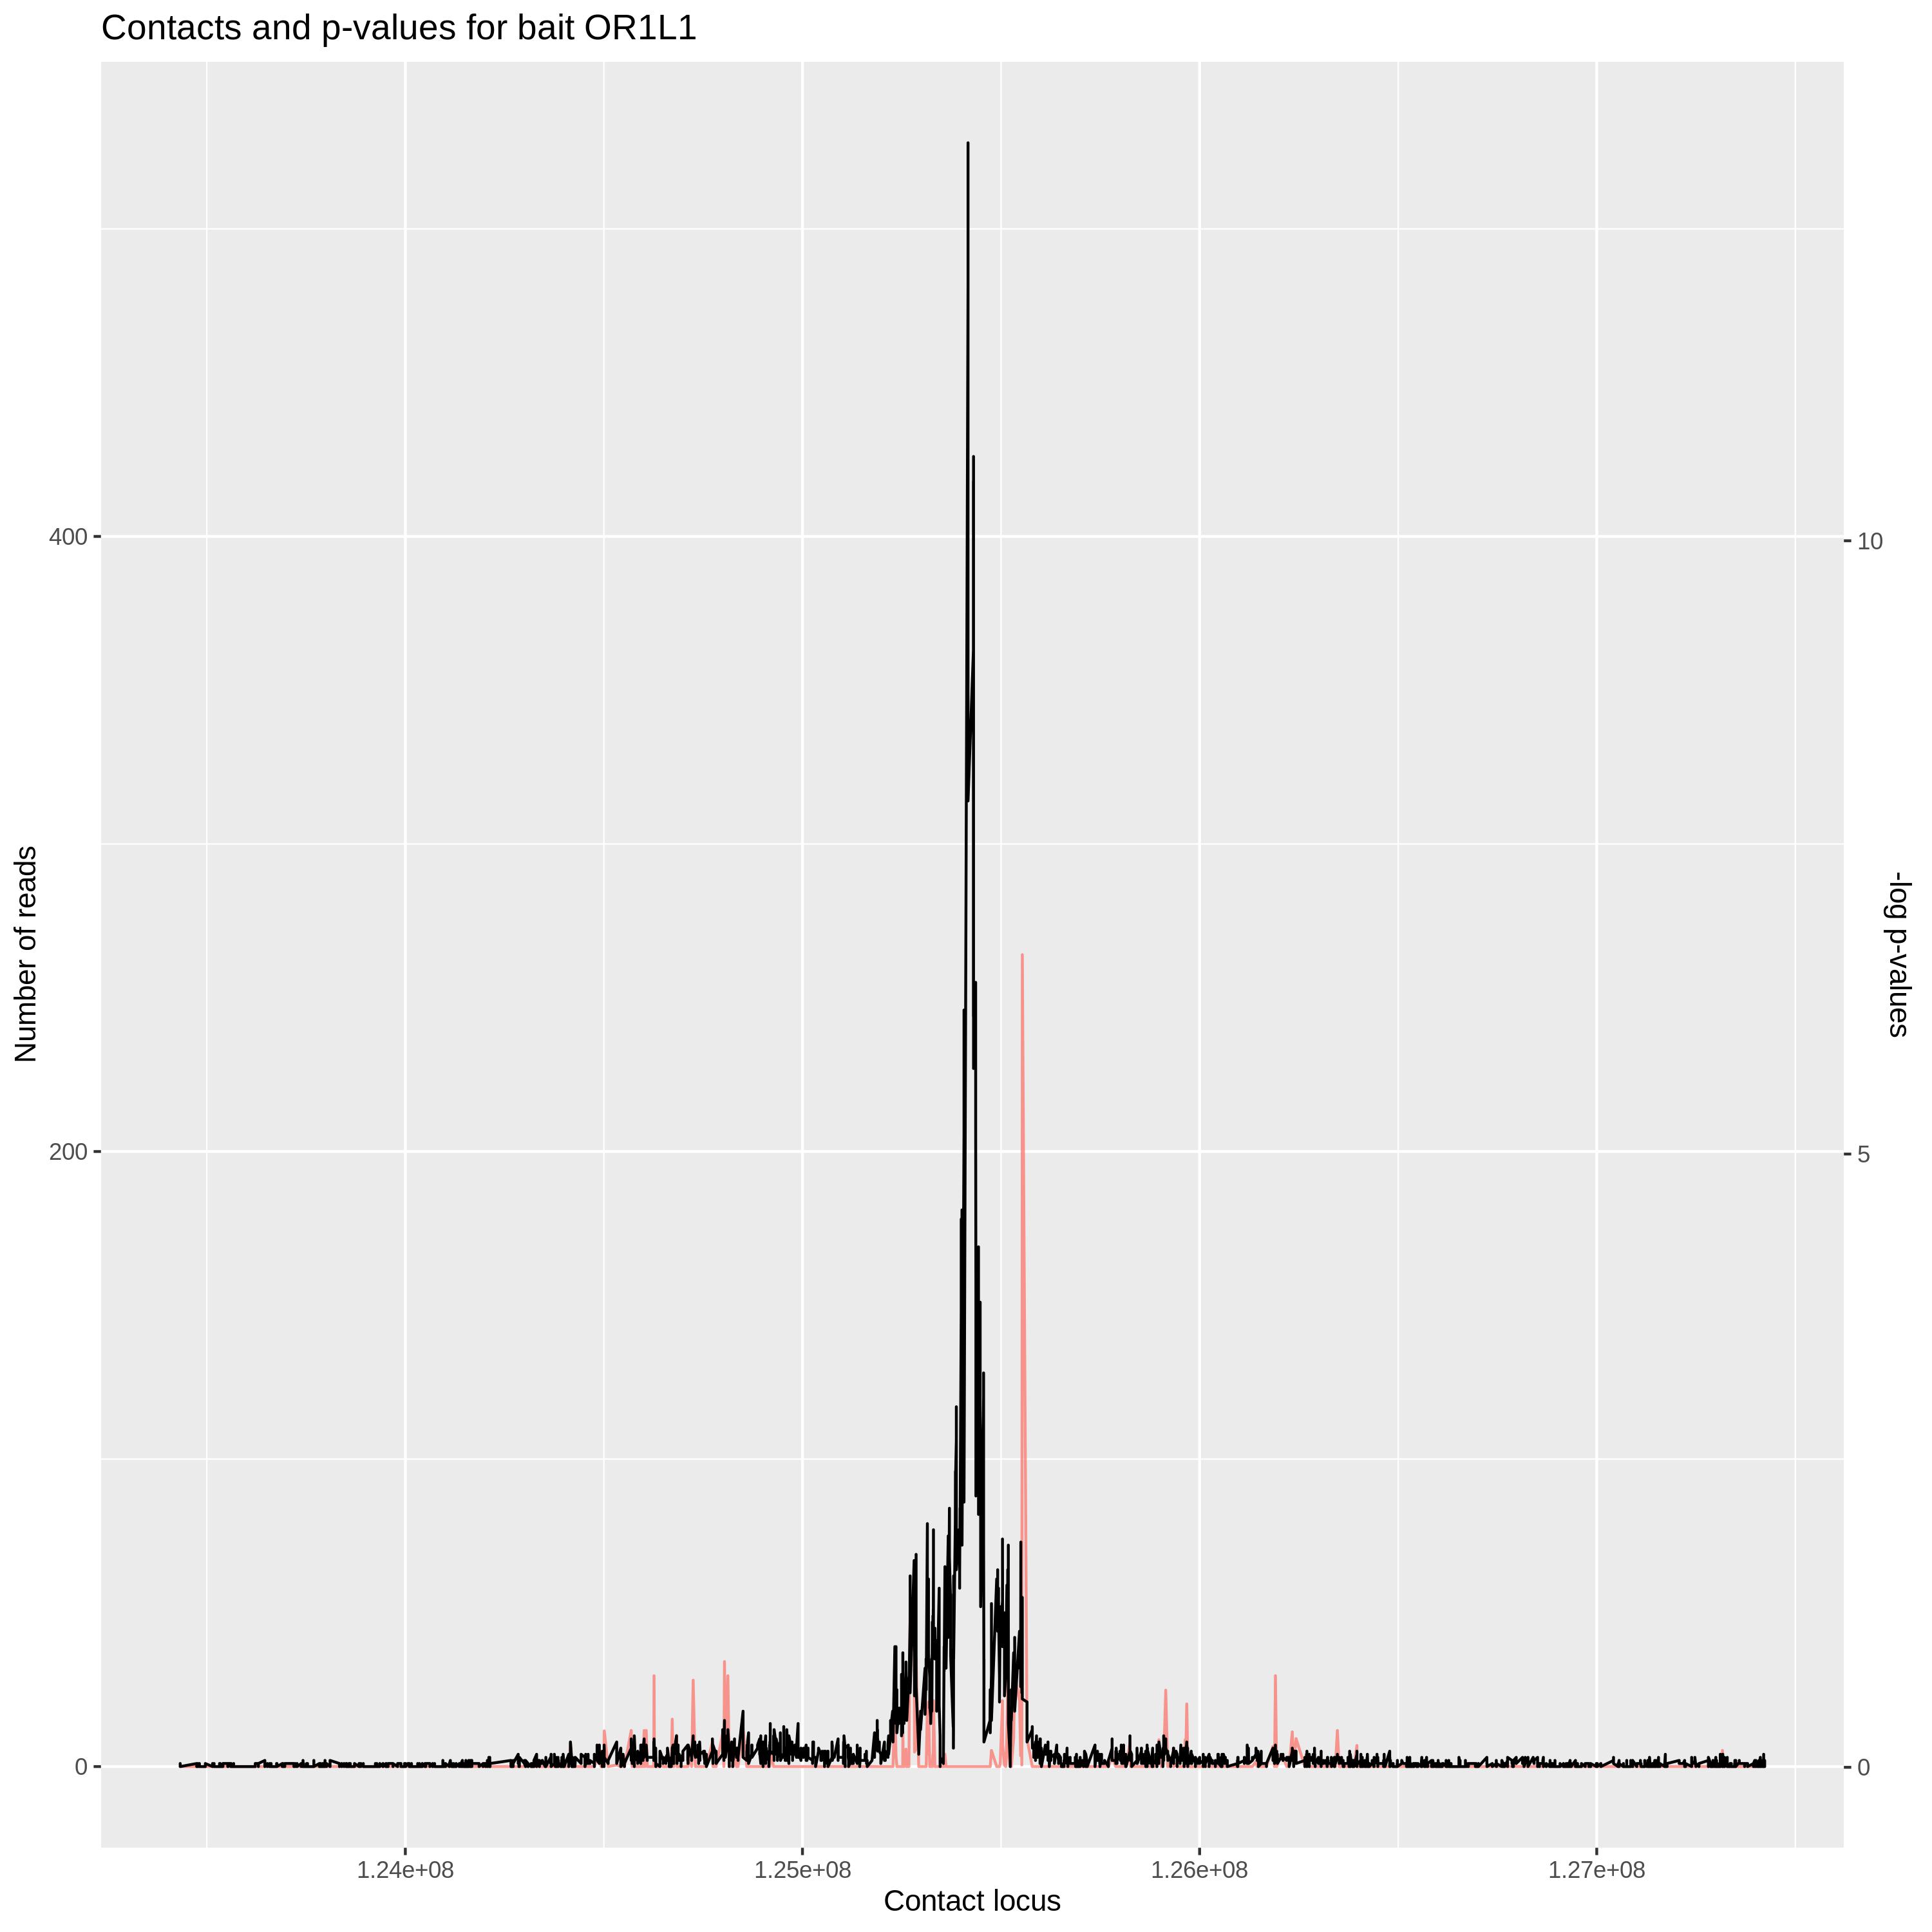 Contacts and p-values for bait OR1L1
Number of reads
400
200
0
10
5
0
-log p-values
1.24e+08
1.25e+08
1.26e+08
1.27e+08
Contact locus